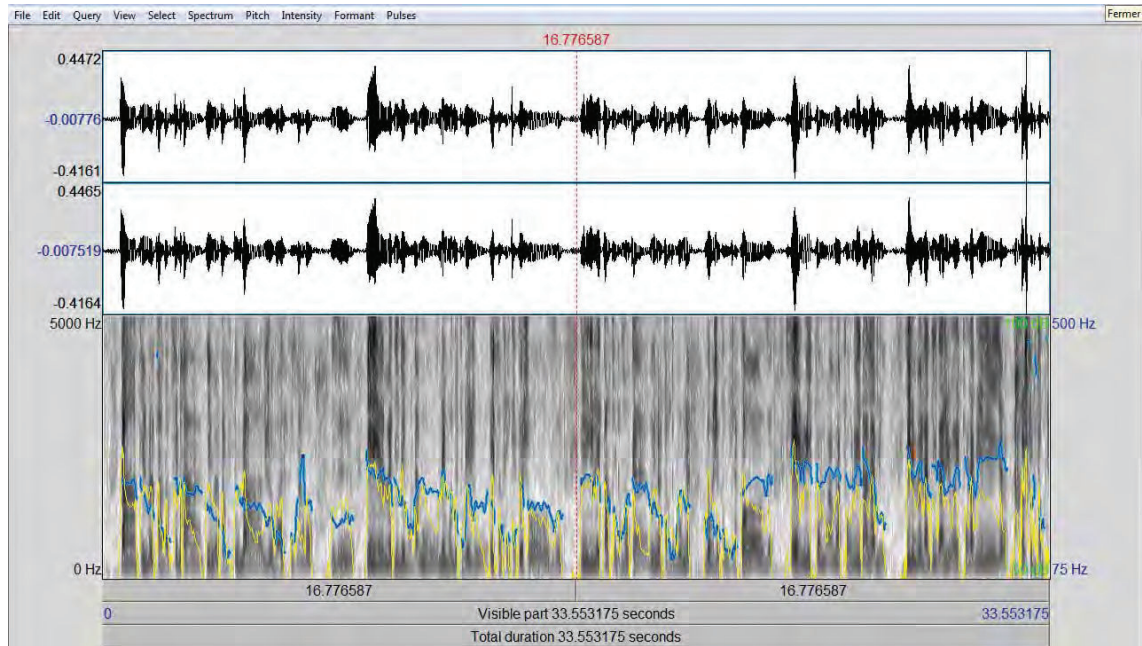 File Edit Query View Select Spectrum Pitch Intensity Formant Pulses
Fermer
16.776587
0.4472
-0.00776
-0.4161
0.4465
-0.007519
-0.4164
5000 Hz
500 Hz
0 Hz
75 Hz
16.776587 16.776587
0 Visible part 33.553175 seconds 33.553175
Total duration 33.553175 seconds